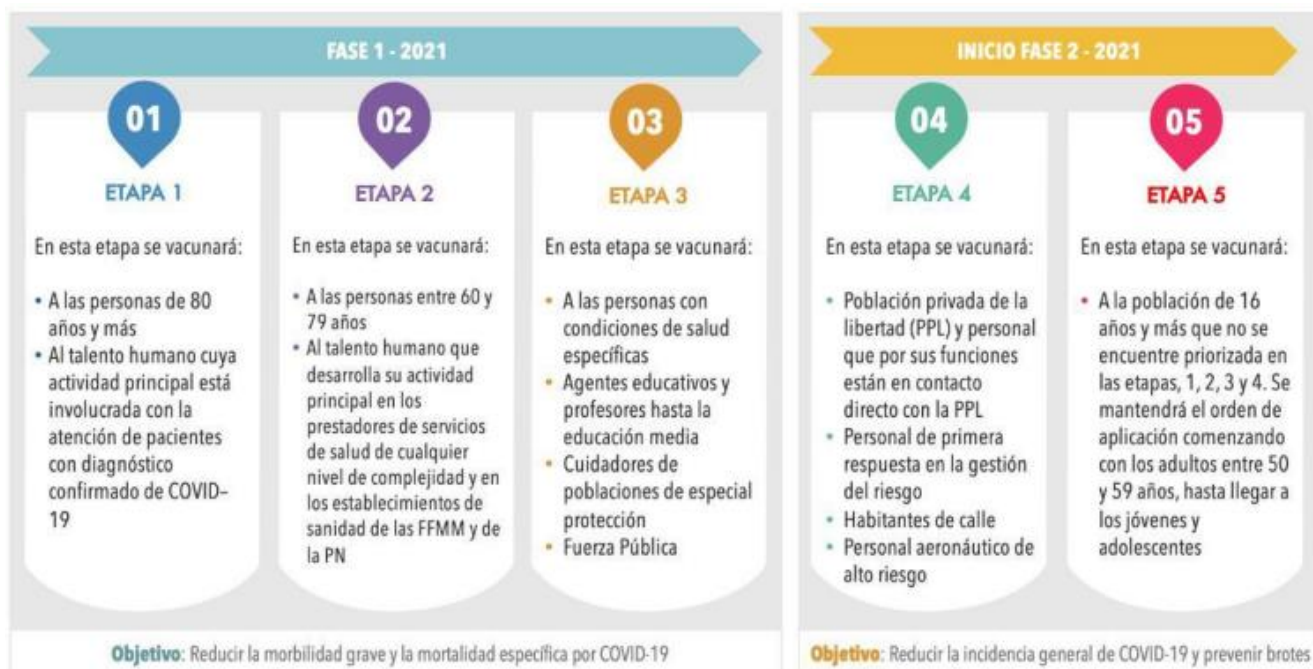 FASE 1 - 2021
01
ETAPA 1
En esta etapa se vacunará:
• A las personas de 80
años y más
• Al talento humano cuya
actividad principal está
involucrada con la
atención de pacientes
con diagnóstico
confirmado de COVID-
19
02
ETAPA 2
En esta etapa se vacunará:
• A las personas entre 60 y
79 años
• Al talento humano que
desarrolla su actividad
principal en los
prestadores de servicios
de salud de cualquier
nivel de complejidad y en
los establecimientos de
sanidad de las FFMM y de
la PN
03
ETAPA 3
En esta etapa se vacunará:
• A las personas con
condiciones de salud
específicas
• Agentes educativos y
profesores hasta la
educación media
• Cuidadores de
poblaciones de especial
protección
• Fuerza Pública
Objetivo: Reducir la morbilidad grave y la mortalidad específica por COVID-19
INICIO FASE 2 - 2021
04
ETAPA 4
En esta etapa se vacunará:
• Población privada de la
libertad (PPL) y personal
que por sus funciones
están en contacto
directo con la PPL
• Personal de primera
respuesta en la gestión
del riesgo
• Habitantes de calle
• Personal aeronáutico de
alto riesgo
05
ETAPA 5
En esta etapa se vacunará:
• A la población de 16
años y más que no se
encuentre priorizada en
las etapas, 1, 2, 3 y 4. Se
mantendrá el orden de
aplicación comenzando
con los adultos entre 50
y 59 años, hasta llegar a
los jóvenes y
adolescentes
Objetivo: Reducir la incidencia general de COVID-19 y prevenir brotes